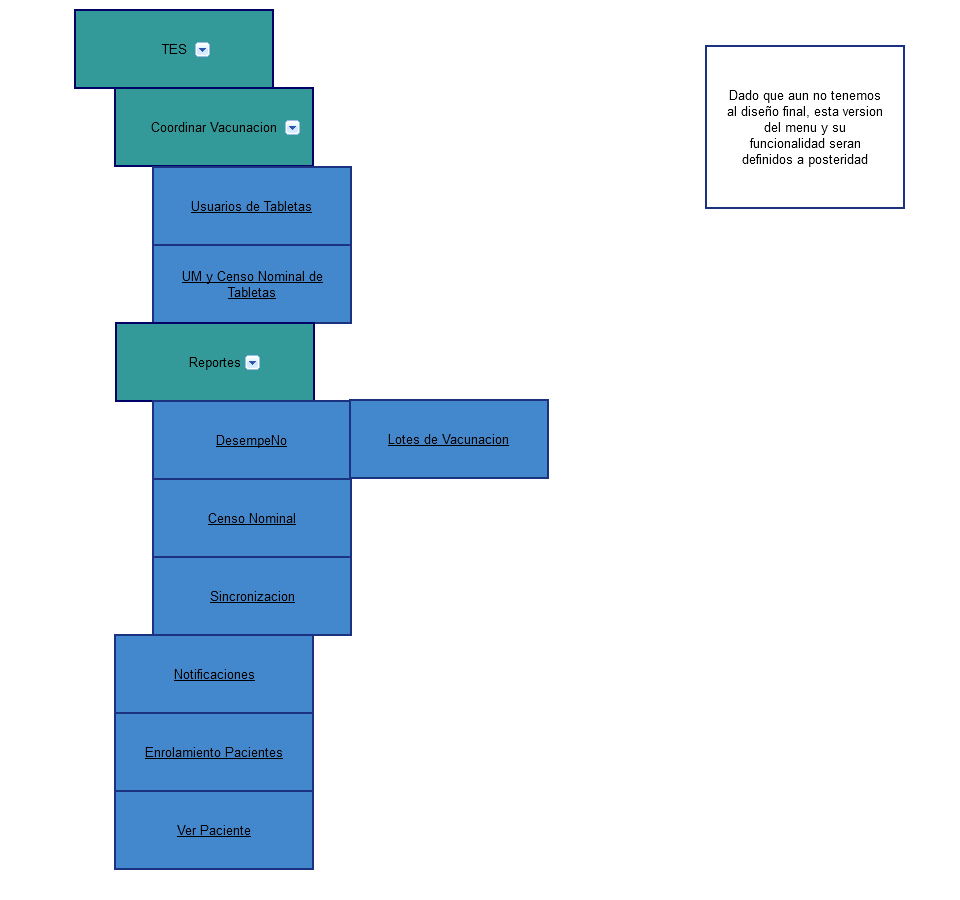 TES
Coordinar Vacunacion
Usuarios de Tabletas
UM y Censo Nominal de
Tabletas
Reportes
DesempeNo
Lotes de Vacunacion
Censo Nominal
Sincronizacion
Notificaciones
Enrolamiento Pacientes
Ver Paciente
Dado que aun no tenemos
al diseño final, esta version
del menu y su
funcionalidad seran
definidos a posteridad